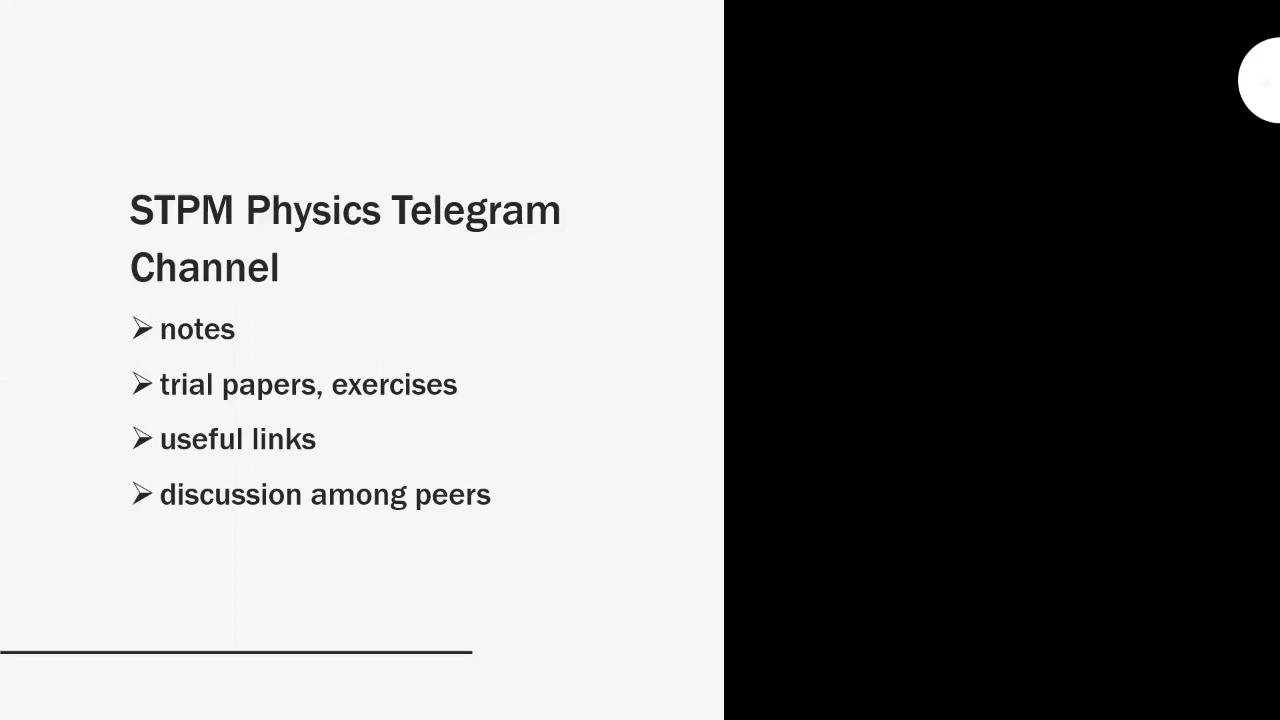 STPM Physics Telegram
Channel
➢ notes
➢ trial papers, exercises
➢ useful links
➢ discussion among peers